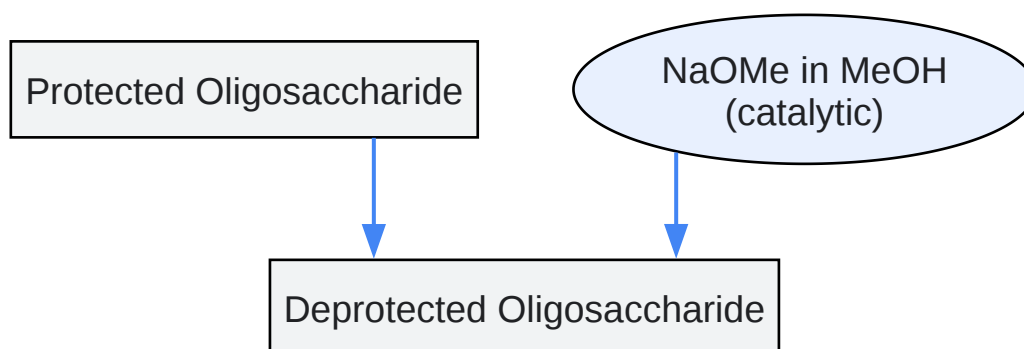 Protected Oligosaccharide
NaOMe in MeOH
(catalytic)
Deprotected Oligosaccharide